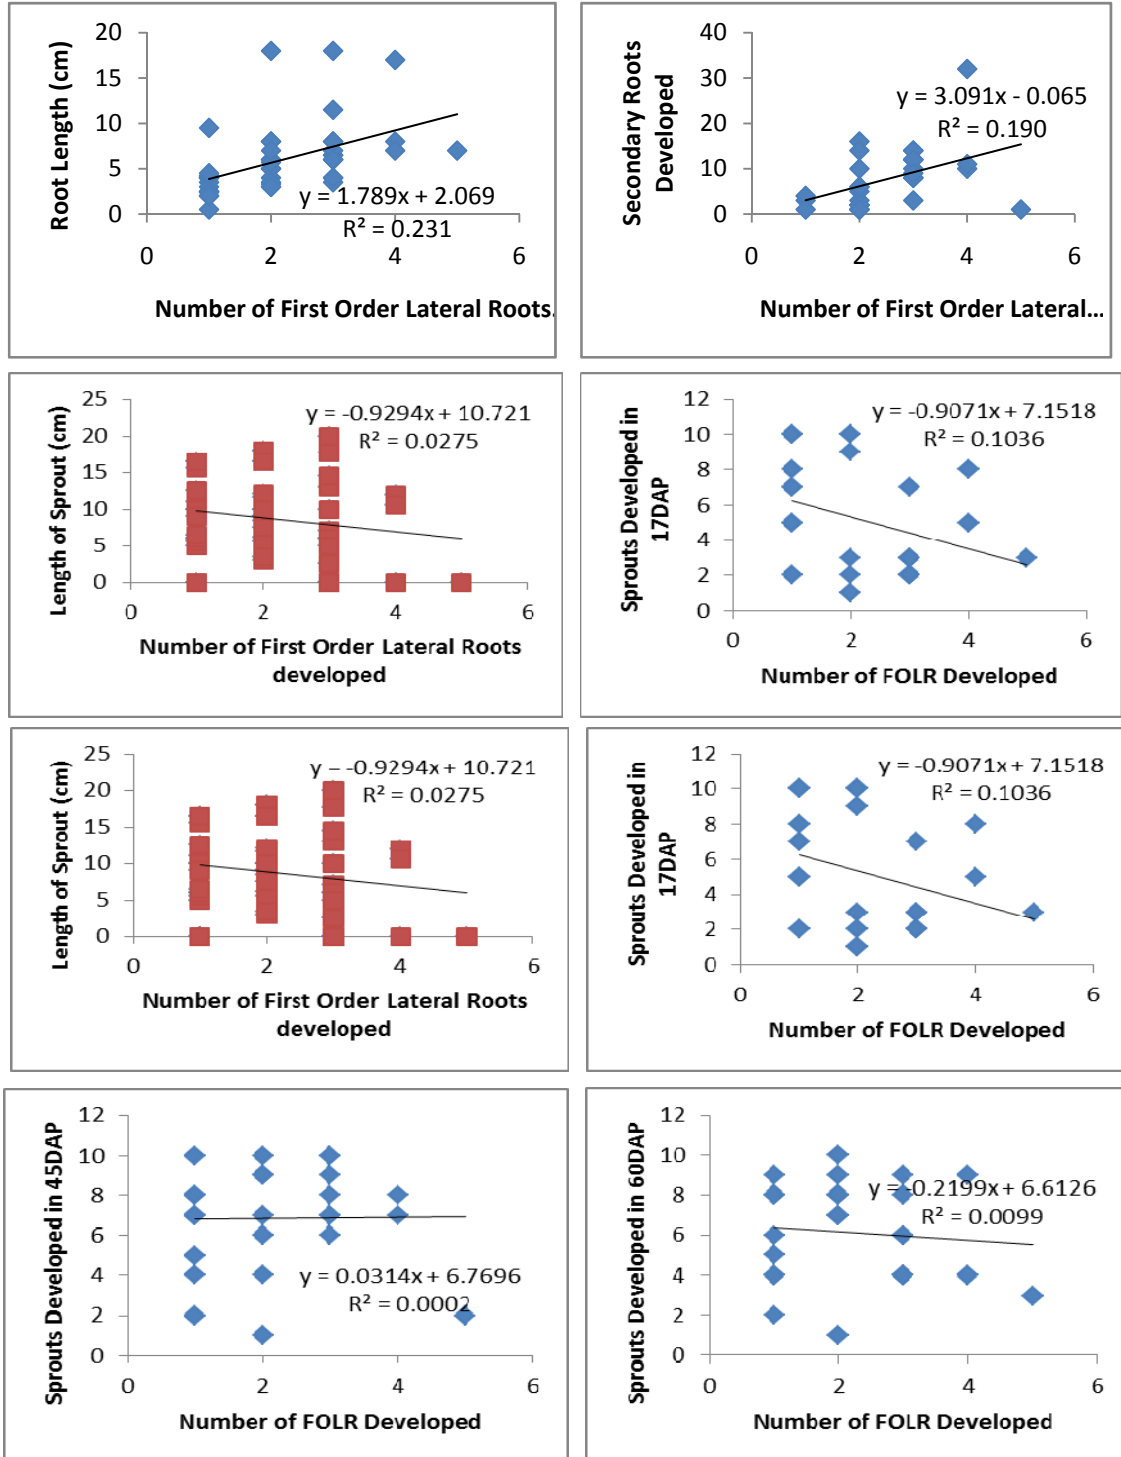 Root Length (cm)
20
15
10
5
0
y = 1.789x + 2.069
R² = 0.231
0 2 4 6
Number of First Order Lateral Roots.
Secondary Roots
Developed
40
30
20
10
0
y = 3.091x - 0.065
R² = 0.190
0 2 4 6
Number of First Order Lateral...
Length of Sprout (cm)
25
20
15
10
5
0
y = -0.9294x + 10.721
R² = 0.0275
0 2 4 6
Number of First Order Lateral Roots
developed
Sprouts Developed in
17DAP
12
10
8
6
4
2
0
y = -0.9071x + 7.1518
R² = 0.1036
0 2 4 6
Number of FOLR Developed
Length of Sprout (cm)
25
20
15
10
5
0
y = -0.9294x + 10.721
R² = 0.0275
0 2 4 6
Number of First Order Lateral Roots
developed
Sprouts Developed in
17DAP
12
10
8
6
4
2
0
y = -0.9071x + 7.1518
R² = 0.1036
0 2 4 6
Number of FOLR Developed
Sprouts Developed in 45DAP
12
10
8
6
4
2
0
y = 0.0314x + 6.7696
R² = 0.0002
0 2 4 6
Number of FOLR Developed
Sprouts Developed in 60DAP
12
10
8
6
4
2
0
y = -0.2199x + 6.6126
R² = 0.0099
0 2 4 6
Number of FOLR Developed